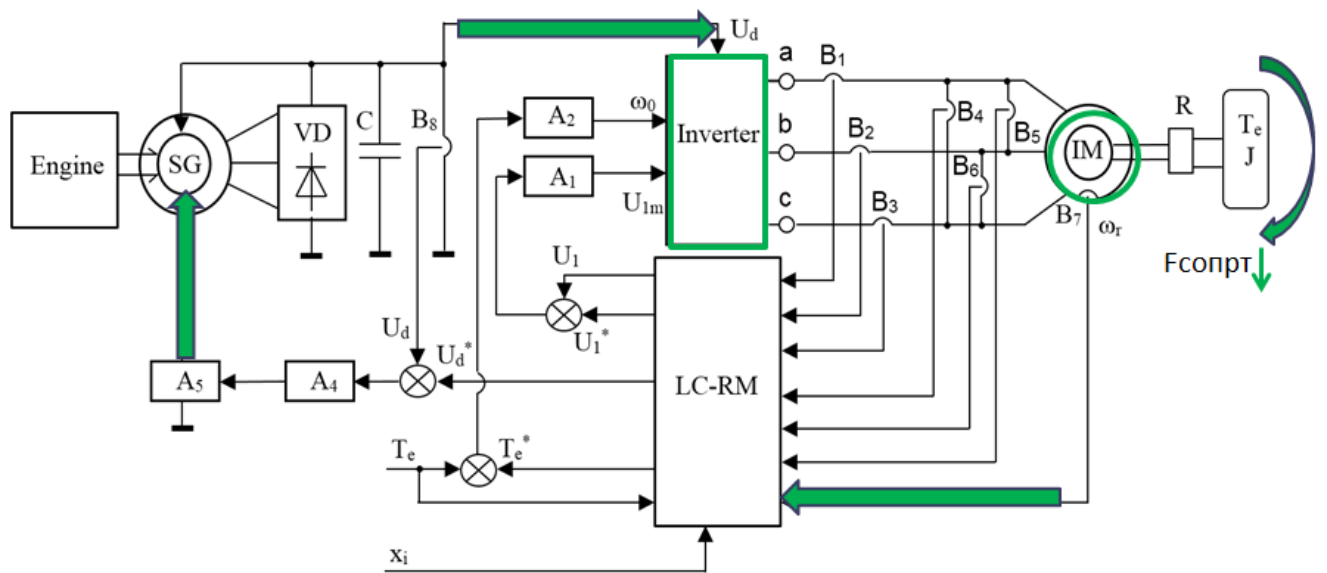 U_d
a
B_1
A_2
ω_0
B_4
R
C
B_8
b
B_2
B_5
VD
Inverter
T_e
J
Engine
SG
IM
A_1
B_6
U_1m
c
B_3
B_7
ω_r
U_1
Fсопрт
U_d
U_1*
U_d*
A_5
A_4
LC-RM
T_e
T_e*
x_i